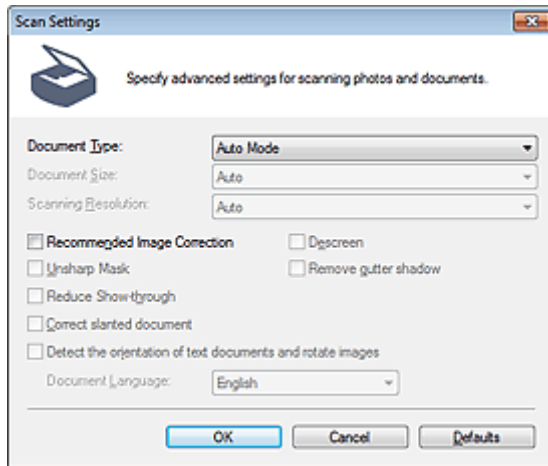 Scan Settings
Specify advanced settings for scanning photos and documents.
Document Type: Auto Mode
Document Size: Auto
Scanning Resolution: Auto
Recommended Image Correction Descreen
Unsharp Mask Remove gutter shadow
Reduce Show-through
Correct slanted document
Detect the orientation of text documents and rotate images
Document Language: English
OK Cancel Defaults